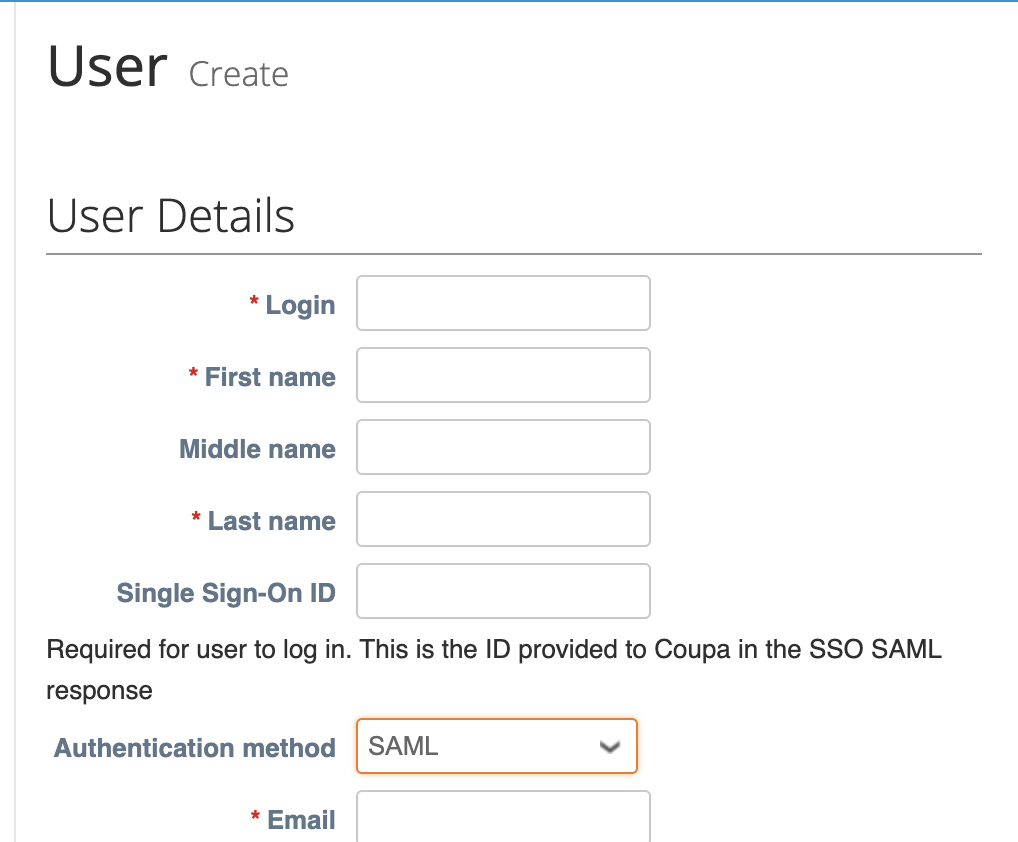 User Create
User Details
* Login
* First name
Middle name
* Last name
Single Sign-On ID
Required for user to log in. This is the ID provided to Coupa in the SSO SAML
response
Authentication method SAML
* Email